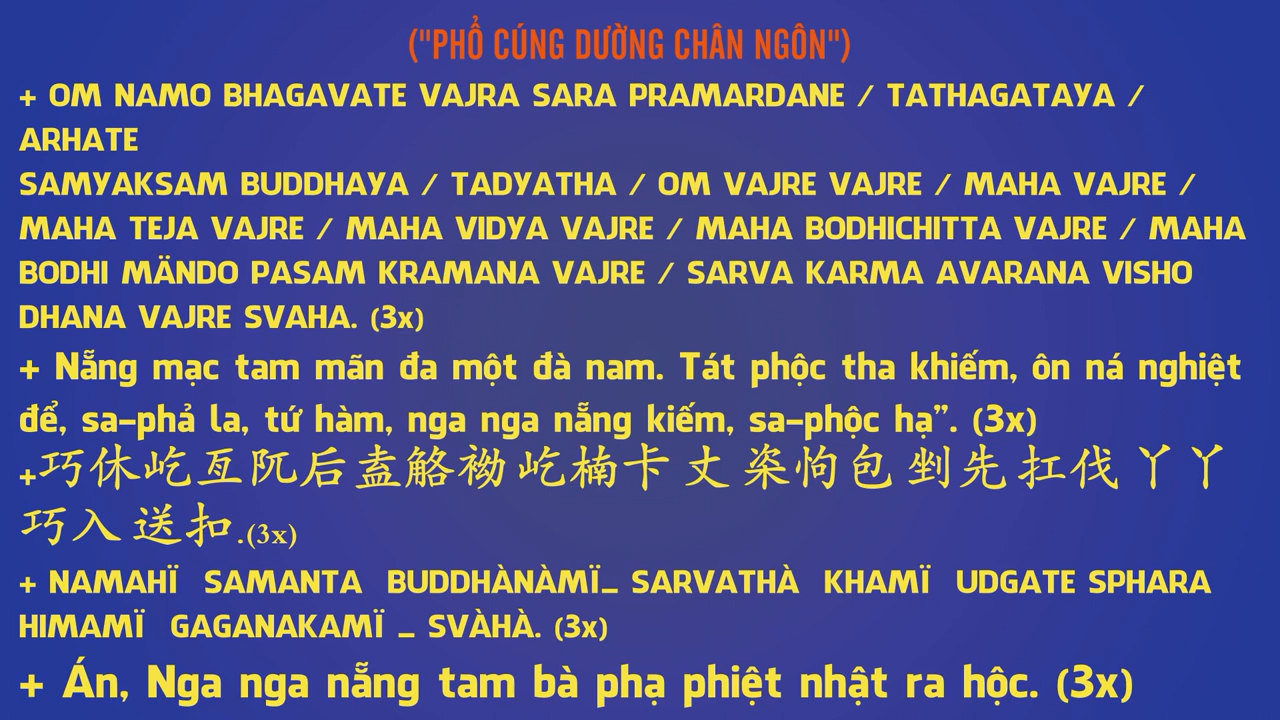 ("PHỔ CÚNG DƯỜNG CHÂN NGÔN")
+ OM NAMO BHAGAVATE VAJRA SARA PRAMARDANE / TATHAGATAYA /
ARHATE
SAMYAKSAM BUDDHAYA / TADYATHA / OM VAJRE VAJRE / MAHA VAJRE /
MAHA TEJA VAJRE / MAHA VIDYA VAJRE / MAHA BODHICHITTA VAJRE / MAHA
BODHI MÄNDO PASAM KRAMANA VAJRE / SARVA KARMA AVARANA VISHO
DHANA VAJRE SVAHA. (3x)
+ Nẵng mạc tam mãn đa một đà nam. Tát phộc tha khiếm, ôn ná nghiệt
để, sa-phả la, tứ hàm, nga nga nẵng kiếm, sa-phộc hạ”. (3x)
+巧休屹亙阢后盍觡袎屹楠卡丈楶怐包剉先扛伐丫丫
巧入送扣.(3x)
+ NAMAHÏ SAMANTA BUDDHÀNÀMÏ_ SARVATHÀ KHAMÏ UDGATE SPHARA
HIMAMÏ GAGANAKAMÏ _ SVÀHÀ. (3x)
+ Án, Nga nga nẵng tam bà phạ phiệt nhật ra hộc. (3x)